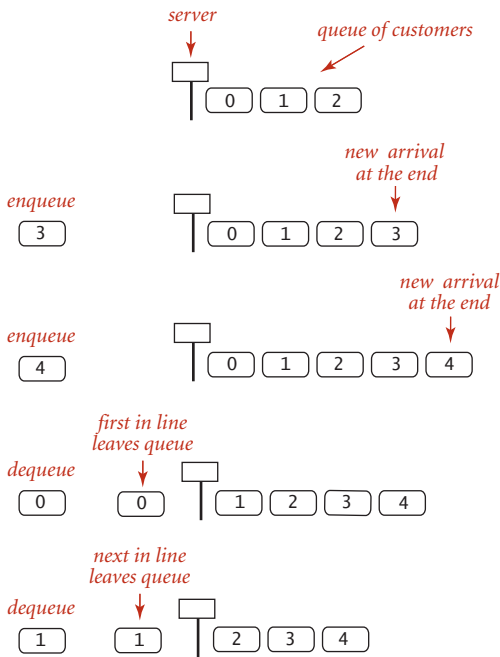 server
queue of customers
0 1 2
new arrival
at the end
enqueue
3 0 1 2 3
new arrival
at the end
enqueue
4 0 1 2 3 4
first in line
leaves queue
dequeue
0 0 1 2 3 4
next in line
leaves queue
dequeue
1 1 2 3 4